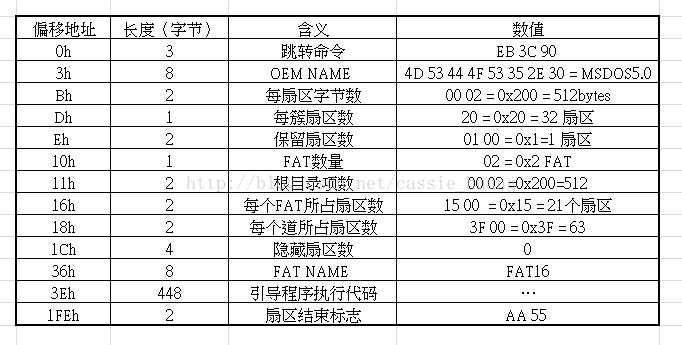 偏移地址 长度（字节） 含义 数值
0h 3 跳转命令 EB 3C 90
3h 8 OEM NAME 4D 53 44 4F 53 35 2E 30 = MSDOS5.0
Bh 2 每扇区字节数 00 02 = 0x200 = 512bytes
Dh 1 每簇扇区数 20 = 0x20 = 32 扇区
Eh 2 保留扇区数 01 00 = 0x1=1 扇区
10h 1 FAT数量 02 = 0x2 FAT
11h 2 根目录项数 00 02 = 0x200=512
16h 2 每个FAT所占扇区数 15 00 = 0x15 = 21个扇区
18h 2 每个道所占扇区数 3F 00 = 0x3F = 63
1Ch 4 隐藏扇区数 0
36h 8 FAT NAME FAT16
3Eh 448 引导程序执行代码 …
1FEh 2 扇区结束标志 AA 55